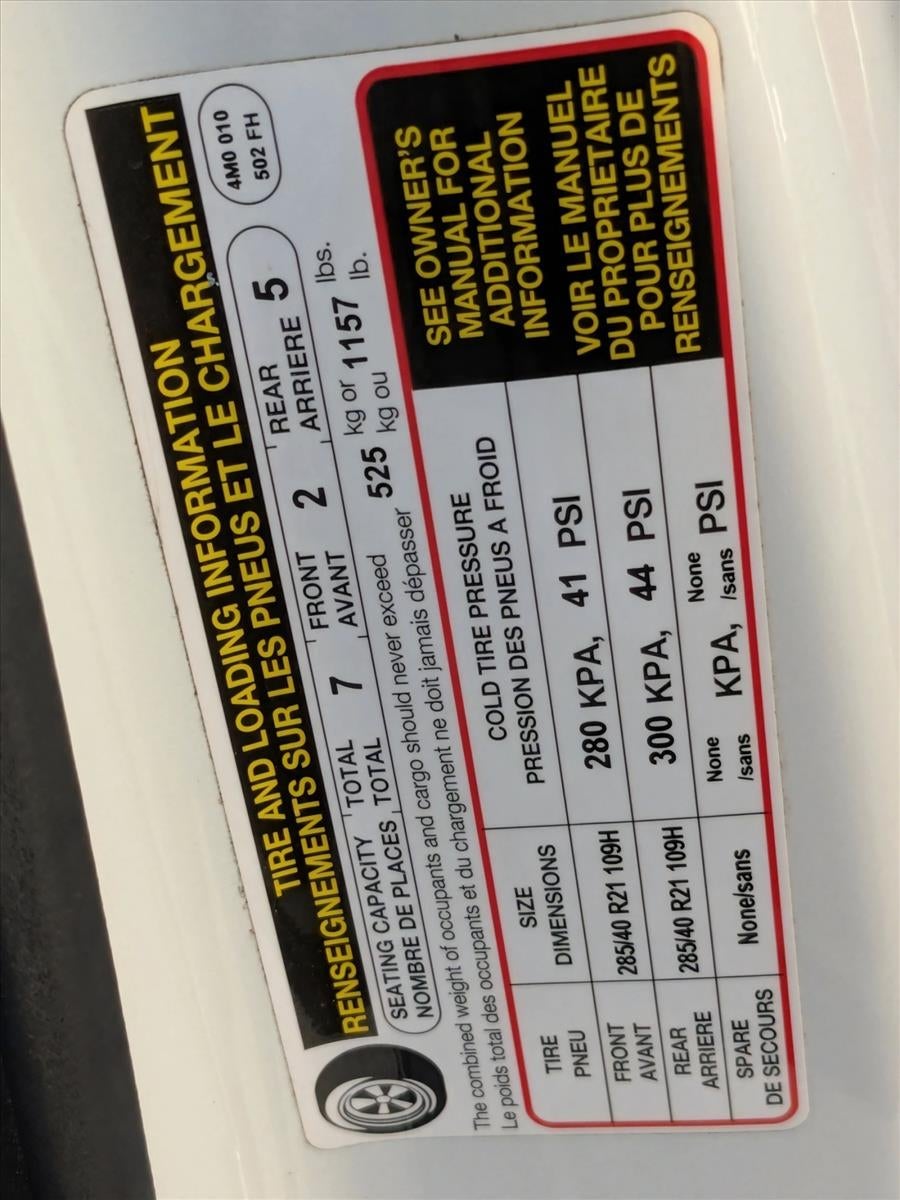 TIRE AND LOADING INFORMATION
RENSEIGNEMENTS SUR LES PNEUS ET LE CHARGEMENT
4M0 010
502 FH
SEATING CAPACITY TOTAL 7 FRONT 2 REAR 5
NOMBRE DE PLACES TOTAL AVANT ARRIERE
The combined weight of occupants and cargo should never exceed 525 kg or 1157 lbs.
Le poids total des occupants et du chargement ne doit jamais dépasser kg ou lb.
TIRE SIZE COLD TIRE PRESSURE
PNEU DIMENSIONS PRESSION DES PNEUS A FROID
FRONT 285/40 R21 109H 280 KPA, 41 PSI
AVANT
REAR 285/40 R21 109H 300 KPA, 44 PSI
ARRIERE
SPARE None/sans None KPA, None PSI
DE SECOURS /sans /sans
SEE OWNER'S
MANUAL FOR
ADDITIONAL
INFORMATION
VOIR LE MANUEL
DU PROPRIETAIRE
POUR PLUS DE
RENSEIGNEMENTS